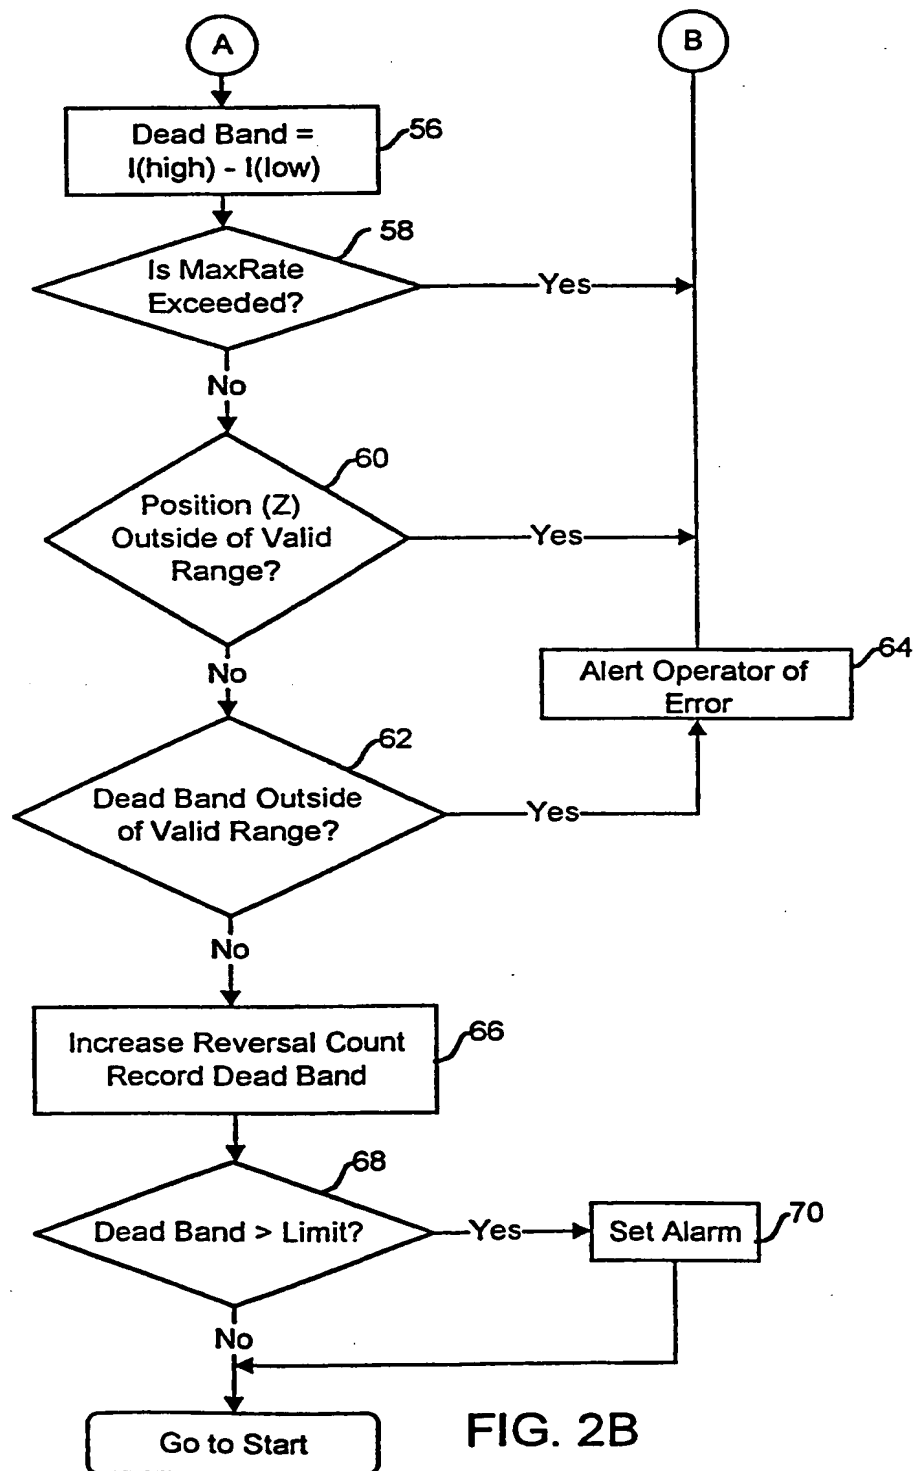 A
B
Dead Band =
I(high) - I(low)
56
58
Is MaxRate
Exceeded?
Yes
No
60
Position (Z)
Outside of Valid
Range?
Yes
No
64
Alert Operator of
Error
62
Dead Band Outside
of Valid Range?
Yes
No
Increase Reversal Count
Record Dead Band
66
68
Dead Band > Limit?
Yes
Set Alarm
70
No
Go to Start
FIG. 2B